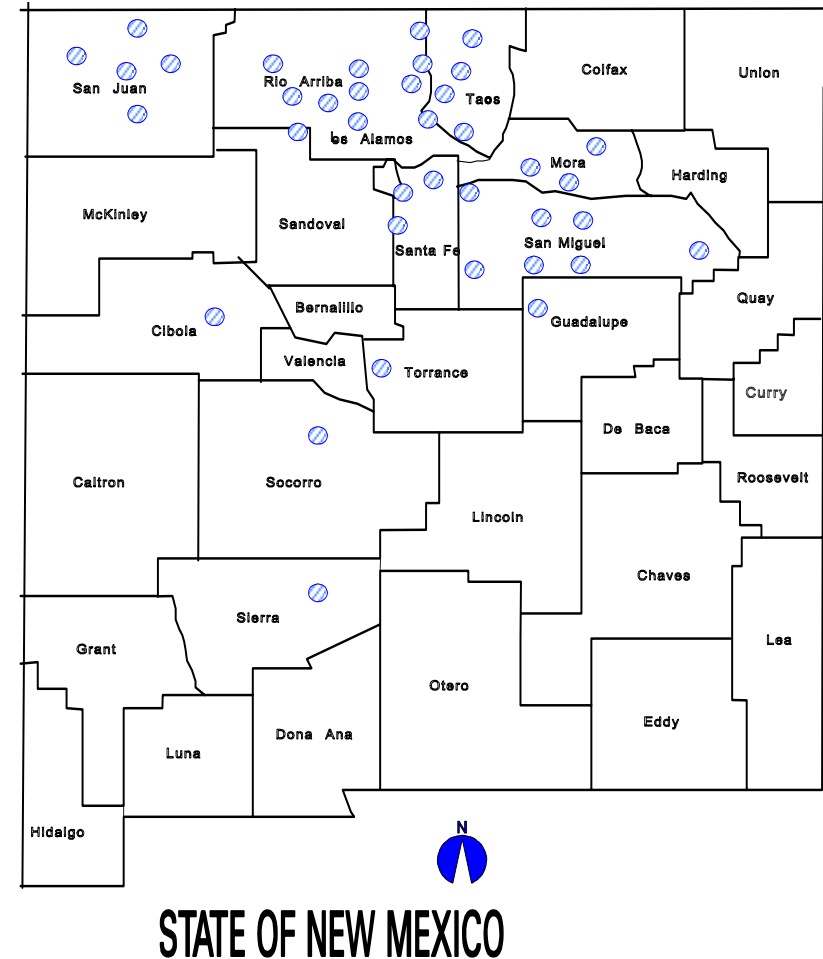 Colfax
Union
San Juan
Rio Arriba
Taos
Los Alamos
Mora
Harding
McKinley
Sandoval
Santa Fe
San Miguel
Quay
Bernalillo
Guadalupe
Cibola
Valencia
Torrance
Curry
De Baca
Catron
Socorro
Roosevelt
Lincoln
Chaves
Sierra
Lea
Grant
Otero
Eddy
Dona Ana
Luna
Hidalgo
N
STATE OF NEW MEXICO